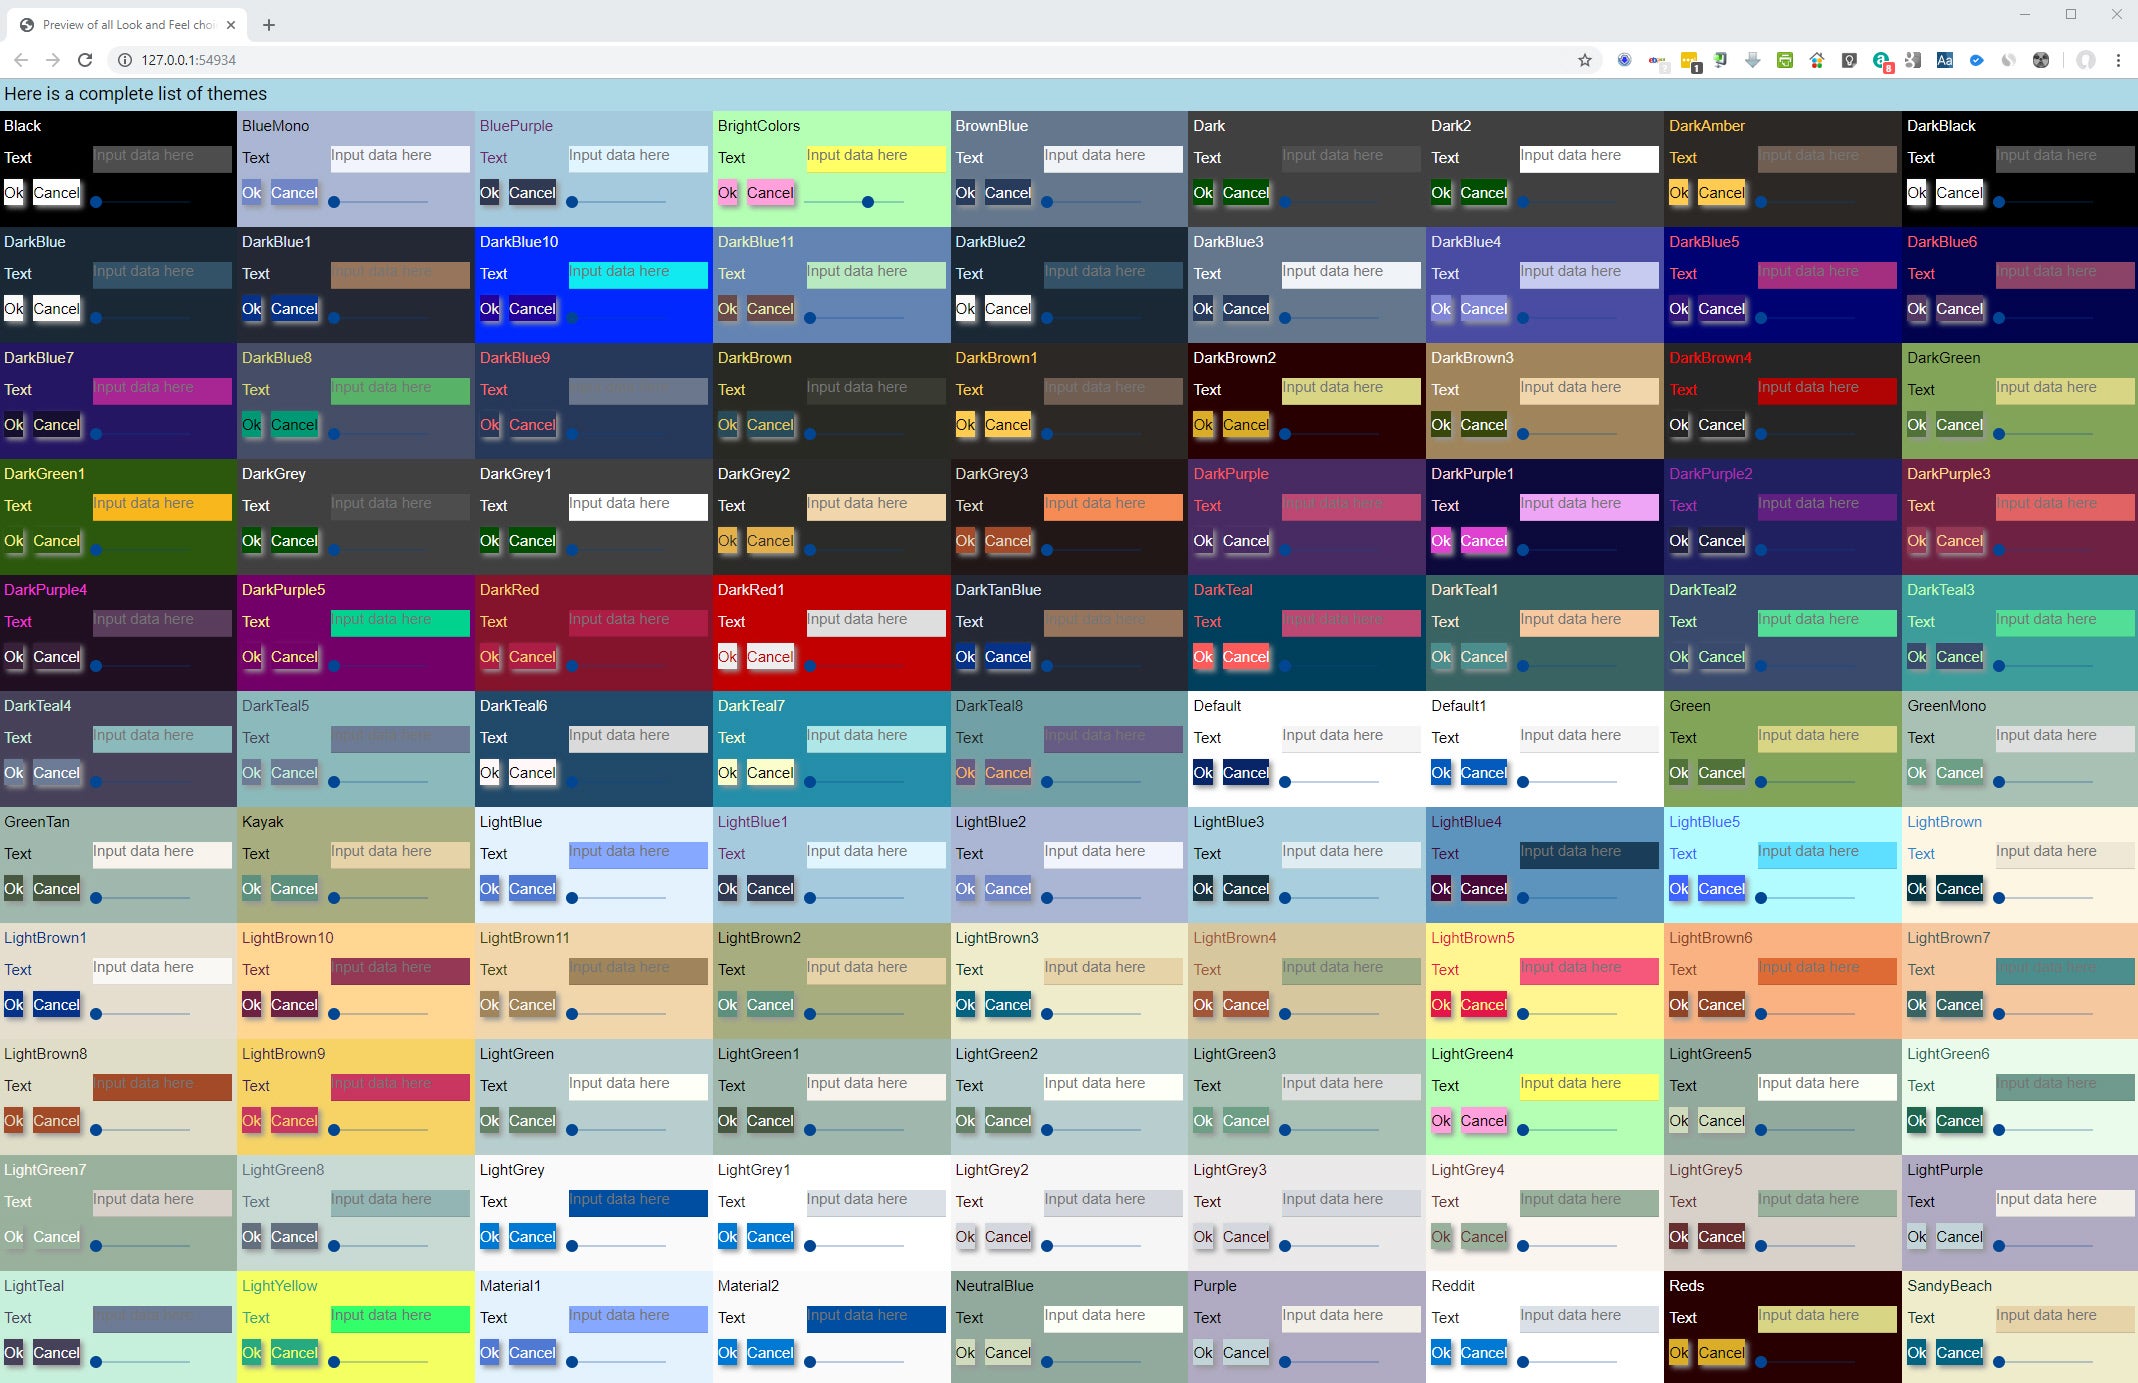 Preview of all Look and Feel choi
127.0.0.1:54934
Here is a complete list of themes
Black BlueMono BluePurple BrightColors BrownBlue Dark Dark2 DarkAmber DarkBlack
Text Input data here Text Input data here Text Input data here Text Input data here Text Input data here Text Input data here Text Input data here Text Input data here Text Input data here
Ok Cancel Ok Cancel Ok Cancel Ok Cancel Ok Cancel Ok Cancel Ok Cancel Ok Cancel Ok Cancel
DarkBlue DarkBlue1 DarkBlue10 DarkBlue11 DarkBlue2 DarkBlue3 DarkBlue4 DarkBlue5 DarkBlue6
Text Input data here Text Input data here Text Input data here Text Input data here Text Input data here Text Input data here Text Input data here Text Input data here Text Input data here
Ok Cancel Ok Cancel Ok Cancel Ok Cancel Ok Cancel Ok Cancel Ok Cancel Ok Cancel Ok Cancel
DarkBlue7 DarkBlue8 DarkBlue9 DarkBrown DarkBrown1 DarkBrown2 DarkBrown3 DarkBrown4 DarkGreen
Text Input data here Text Input data here Text Input data here Text Input data here Text Input data here Text Input data here Text Input data here Text Input data here Text Input data here
Ok Cancel Ok Cancel Ok Cancel Ok Cancel Ok Cancel Ok Cancel Ok Cancel Ok Cancel Ok Cancel
DarkGreen1 DarkGrey DarkGrey1 DarkGrey2 DarkGrey3 DarkPurple DarkPurple1 DarkPurple2 DarkPurple3
Text Input data here Text Input data here Text Input data here Text Input data here Text Input data here Text Input data here Text Input data here Text Input data here Text Input data here
Ok Cancel Ok Cancel Ok Cancel Ok Cancel Ok Cancel Ok Cancel Ok Cancel Ok Cancel Ok Cancel
DarkPurple4 DarkPurple5 DarkRed DarkRed1 DarkTanBlue DarkTeal DarkTeal1 DarkTeal2 DarkTeal3
Text Input data here Text Input data here Text Input data here Text Input data here Text Input data here Text Input data here Text Input data here Text Input data here Text Input data here
Ok Cancel Ok Cancel Ok Cancel Ok Cancel Ok Cancel Ok Cancel Ok Cancel Ok Cancel Ok Cancel
DarkTeal4 DarkTeal5 DarkTeal6 DarkTeal7 DarkTeal8 Default Default1 Green GreenMono
Text Input data here Text Input data here Text Input data here Text Input data here Text Input data here Text Input data here Text Input data here Text Input data here Text Input data here
Ok Cancel Ok Cancel Ok Cancel Ok Cancel Ok Cancel Ok Cancel Ok Cancel Ok Cancel Ok Cancel
GreenTan Kayak LightBlue LightBlue1 LightBlue2 LightBlue3 LightBlue4 LightBlue5 LightBrown
Text Input data here Text Input data here Text Input data here Text Input data here Text Input data here Text Input data here Text Input data here Text Input data here Text Input data here
Ok Cancel Ok Cancel Ok Cancel Ok Cancel Ok Cancel Ok Cancel Ok Cancel Ok Cancel Ok Cancel
LightBrown1 LightBrown10 LightBrown11 LightBrown2 LightBrown3 LightBrown4 LightBrown5 LightBrown6 LightBrown7
Text Input data here Text Input data here Text Input data here Text Input data here Text Input data here Text Input data here Text Input data here Text Input data here Text Input data here
Ok Cancel Ok Cancel Ok Cancel Ok Cancel Ok Cancel Ok Cancel Ok Cancel Ok Cancel Ok Cancel
LightBrown8 LightBrown9 LightGreen LightGreen1 LightGreen2 LightGreen3 LightGreen4 LightGreen5 LightGreen6
Text Input data here Text Input data here Text Input data here Text Input data here Text Input data here Text Input data here Text Input data here Text Input data here Text Input data here
Ok Cancel Ok Cancel Ok Cancel Ok Cancel Ok Cancel Ok Cancel Ok Cancel Ok Cancel Ok Cancel
LightGreen7 LightGreen8 LightGrey LightGrey1 LightGrey2 LightGrey3 LightGrey4 LightGrey5 LightPurple
Text Input data here Text Input data here Text Input data here Text Input data here Text Input data here Text Input data here Text Input data here Text Input data here Text Input data here
Ok Cancel Ok Cancel Ok Cancel Ok Cancel Ok Cancel Ok Cancel Ok Cancel Ok Cancel Ok Cancel
LightTeal LightYellow Material1 Material2 NeutralBlue Purple Reddit Reds SandyBeach
Text Input data here Text Input data here Text Input data here Text Input data here Text Input data here Text Input data here Text Input data here Text Input data here Text Input data here
Ok Cancel Ok Cancel Ok Cancel Ok Cancel Ok Cancel Ok Cancel Ok Cancel Ok Cancel Ok Cancel